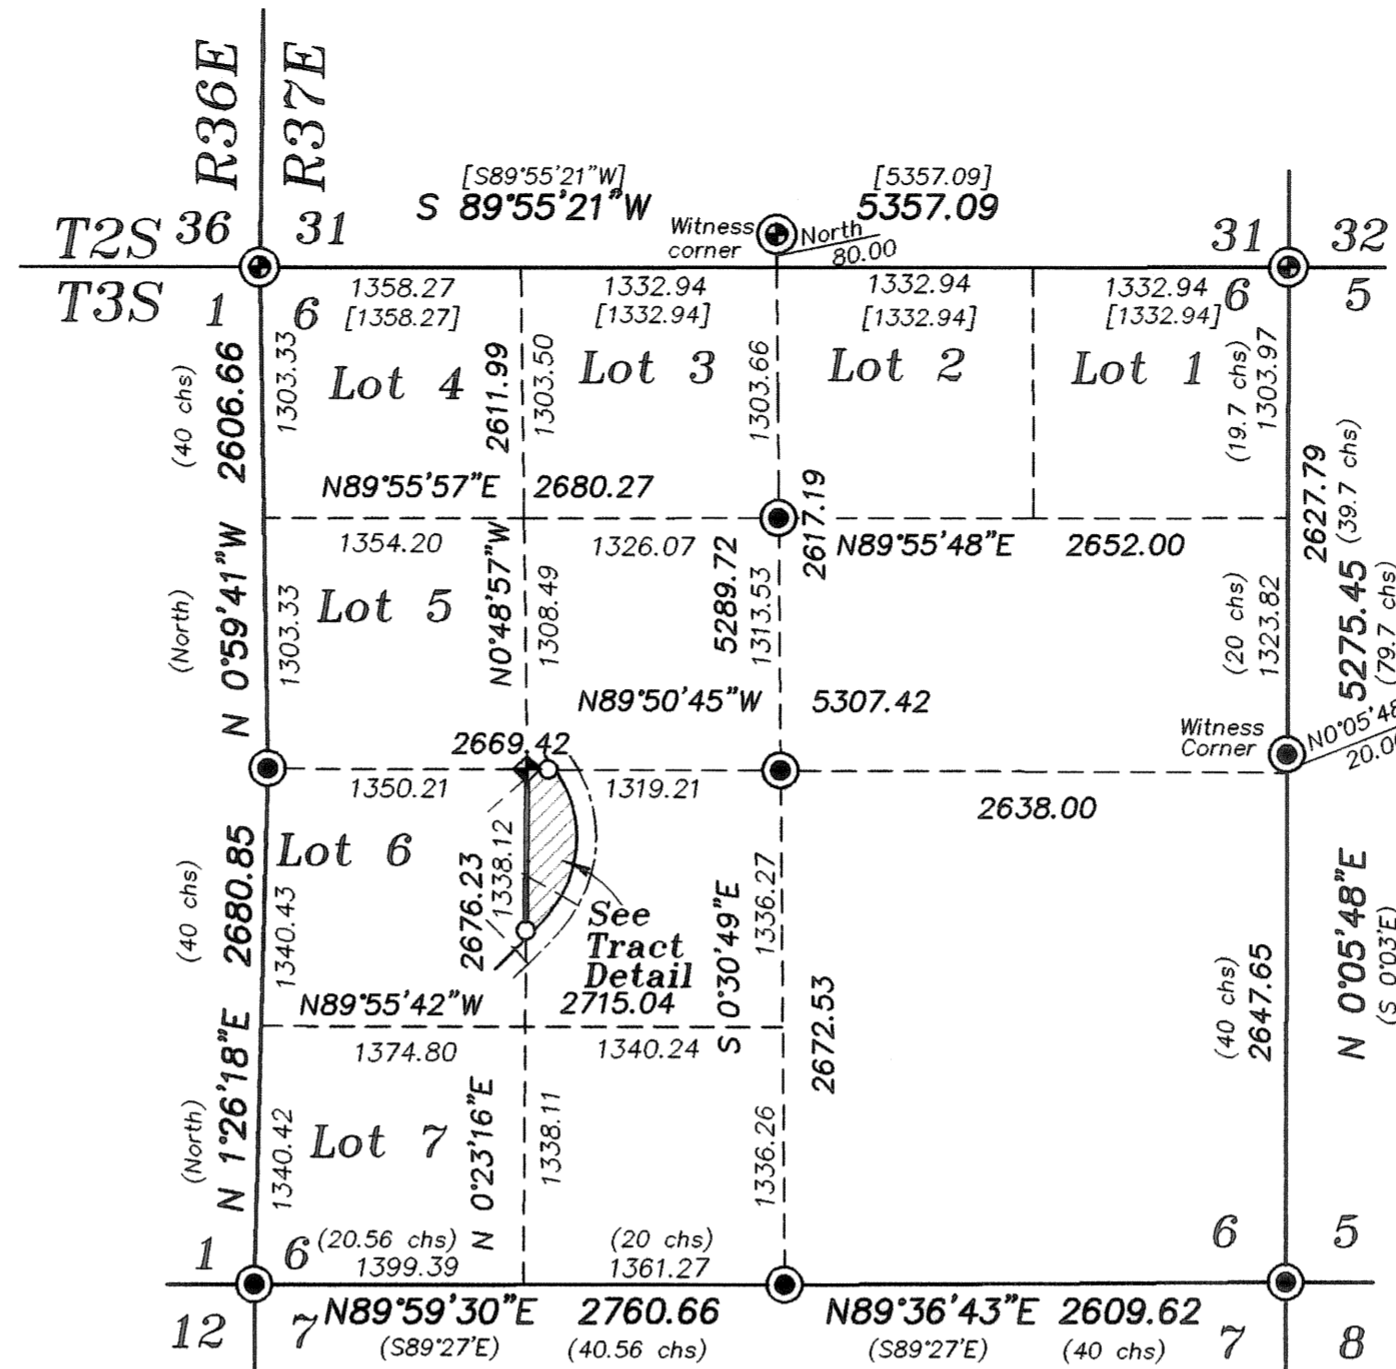 R36E
R37E
[S89°55'21"W]
[5357.09]
S 89°55'21"W
5357.09
T2S
36
31
Witness
corner
North
80.00
31
32
T3S
1
6
1358.27
[1358.27]
1332.94
[1332.94]
1332.94
[1332.94]
1332.94
[1332.94]
6
5
(40 chs)
2606.66
1303.33
Lot 4
2611.99
1303.50
Lot 3
1303.66
Lot 2
Lot 1
(19.7 chs)
1303.97
N89°55'57"E
2680.27
2617.19
2627.79
(39.7 chs)
1354.20
1326.07
N89°55'48"E
2652.00
(North)
N 0°59'41"W
1303.33
Lot 5
N0°48'57"W
1308.49
5289.72
1313.53
(20 chs)
1323.82
5275.45
(79.7 chs)
N89°50'45"W
5307.42
Witness
Corner
N0°05'48
20.00
2669.42
1350.21
1319.21
2638.00
(40 chs)
2680.85
1340.43
Lot 6
2676.23
1338.12
See
Tract
Detail
S 0°30'49"E
1336.27
(40 chs)
2647.65
N 0°05'48"E
(S 0°03'E)
N89°55'42"W
2715.04
1374.80
1340.24
2672.53
(North)
N 1°26'18"E
1340.42
Lot 7
N 0°23'16"E
1338.11
1336.26
1
6
(20.56 chs)
1399.39
(20 chs)
1361.27
6
5
12
7
N89°59'30"E
2760.66
N89°36'43"E
2609.62
(S89°27'E)
(40.56 chs)
(S89°27'E)
(40 chs)
7
8